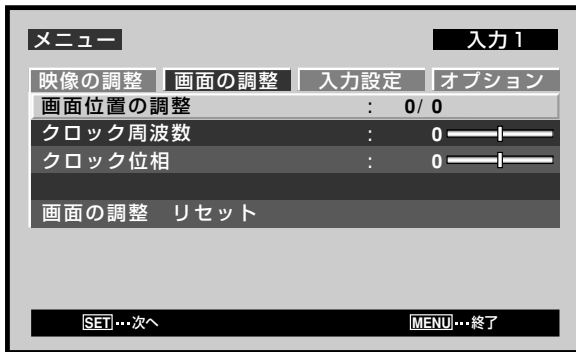 メニュー 入力1
映像の調整 画面の調整 入力設定 オプション
画面位置の調整 : 0/ 0
クロック周波数 : 0
クロック位相 : 0
画面の調整 リセット
SET…次へ MENU…終了